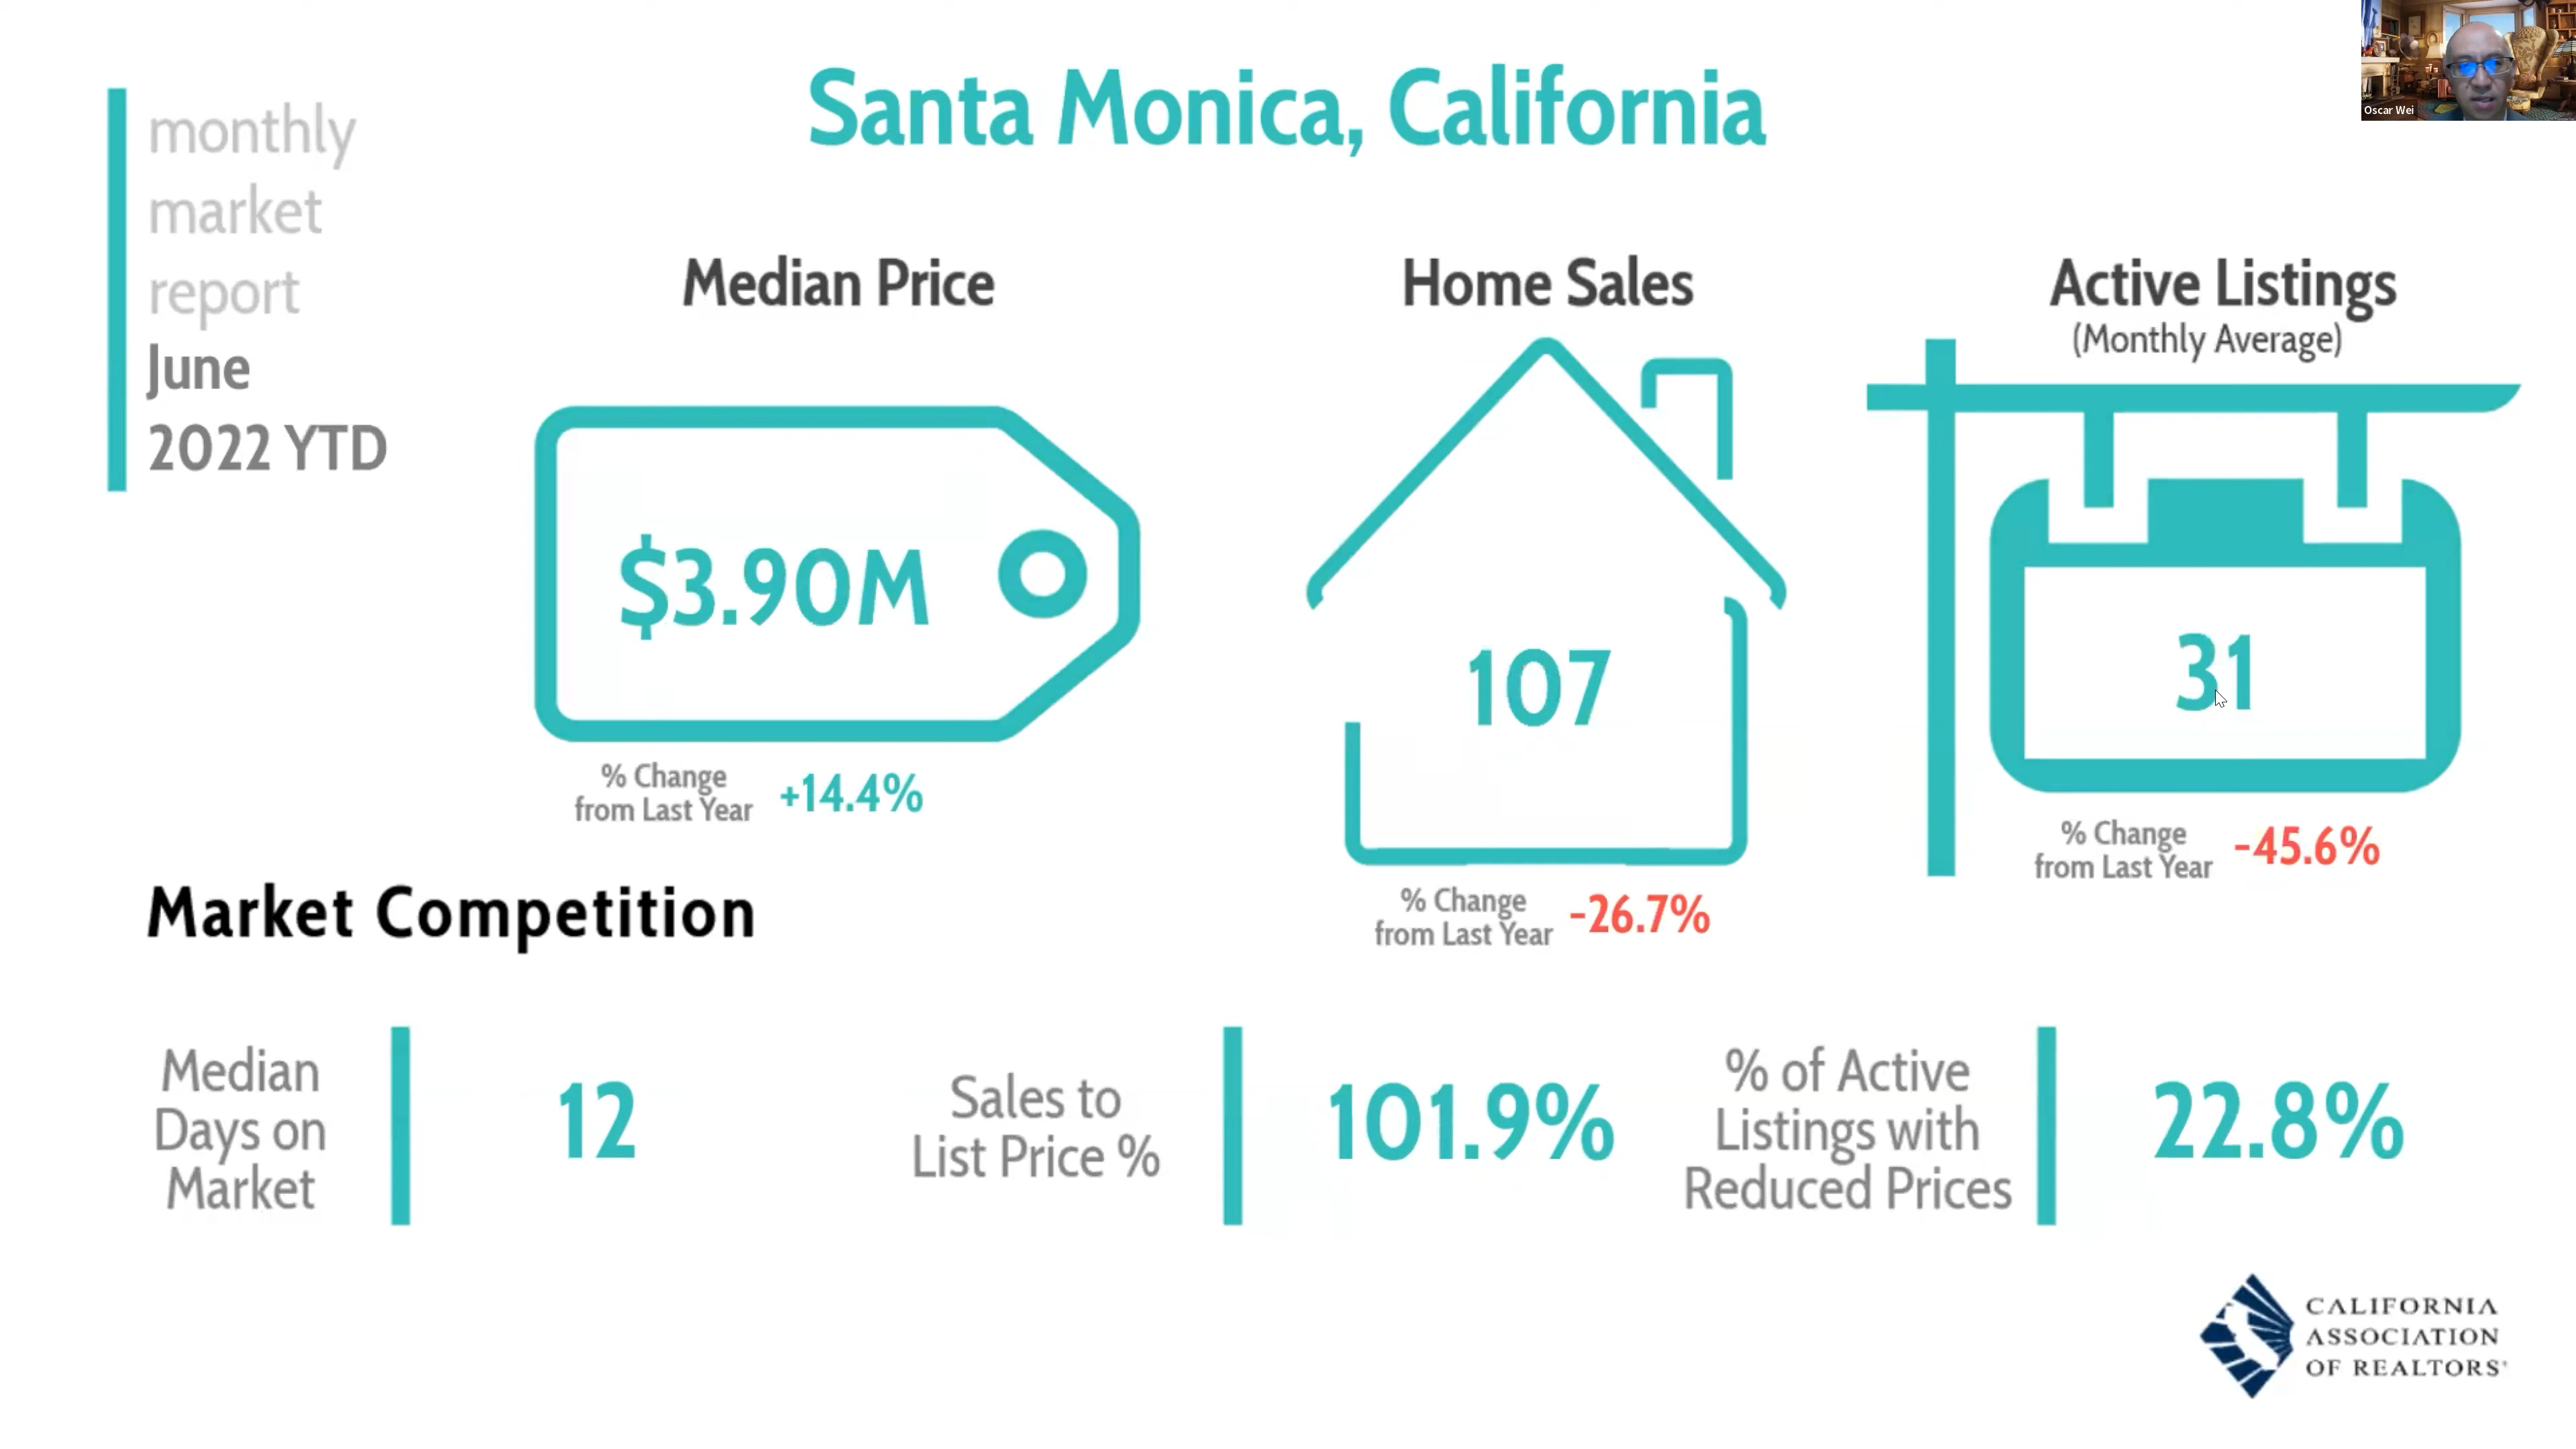 Santa Monica, California
Oscar Wei
monthly
market
report
June
2022 YTD
Median Price
$3.90M
% Change
from Last Year
+14.4%
Home Sales
107
% Change
from Last Year
-26.7%
Active Listings
(Monthly Average)
31
% Change
from Last Year
-45.6%
Market Competition
Median
Days on
Market
12
Sales to
List Price %
101.9%
% of Active
Listings with
Reduced Prices
22.8%
CALIFORNIA
ASSOCIATION
OF REALTORS®